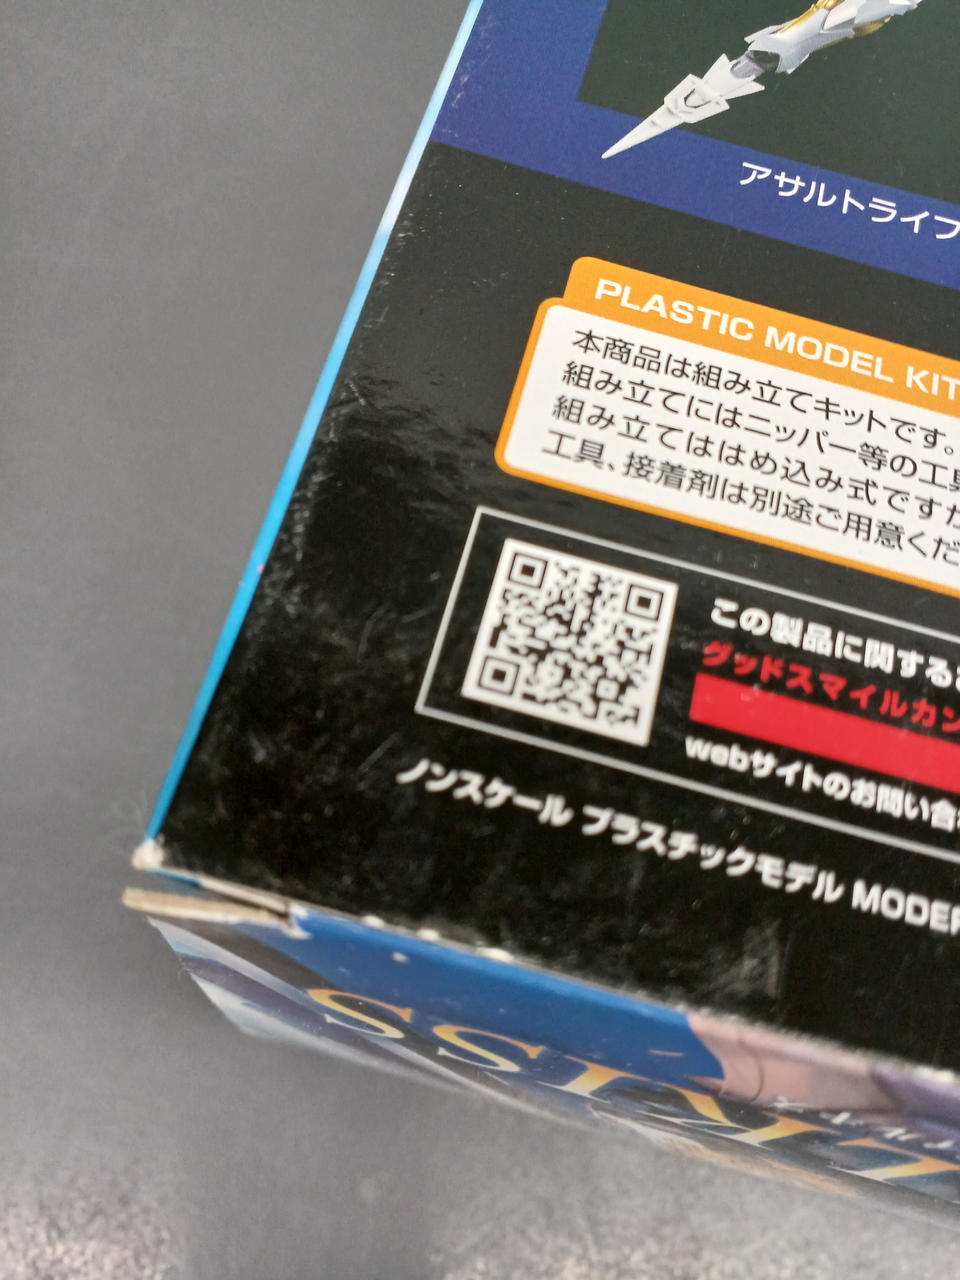 アサルトライフ
PLASTIC MODEL KIT
本商品は組み立てキットです。
組み立てにはニッパー等の工具
組み立てははめ込み式ですが
工具、接着剤は別途ご用意くだ
この製品に関するお
グッドスマイルカン
webサイトのお問い合わ
ノンスケール プラスチックモデル MODER